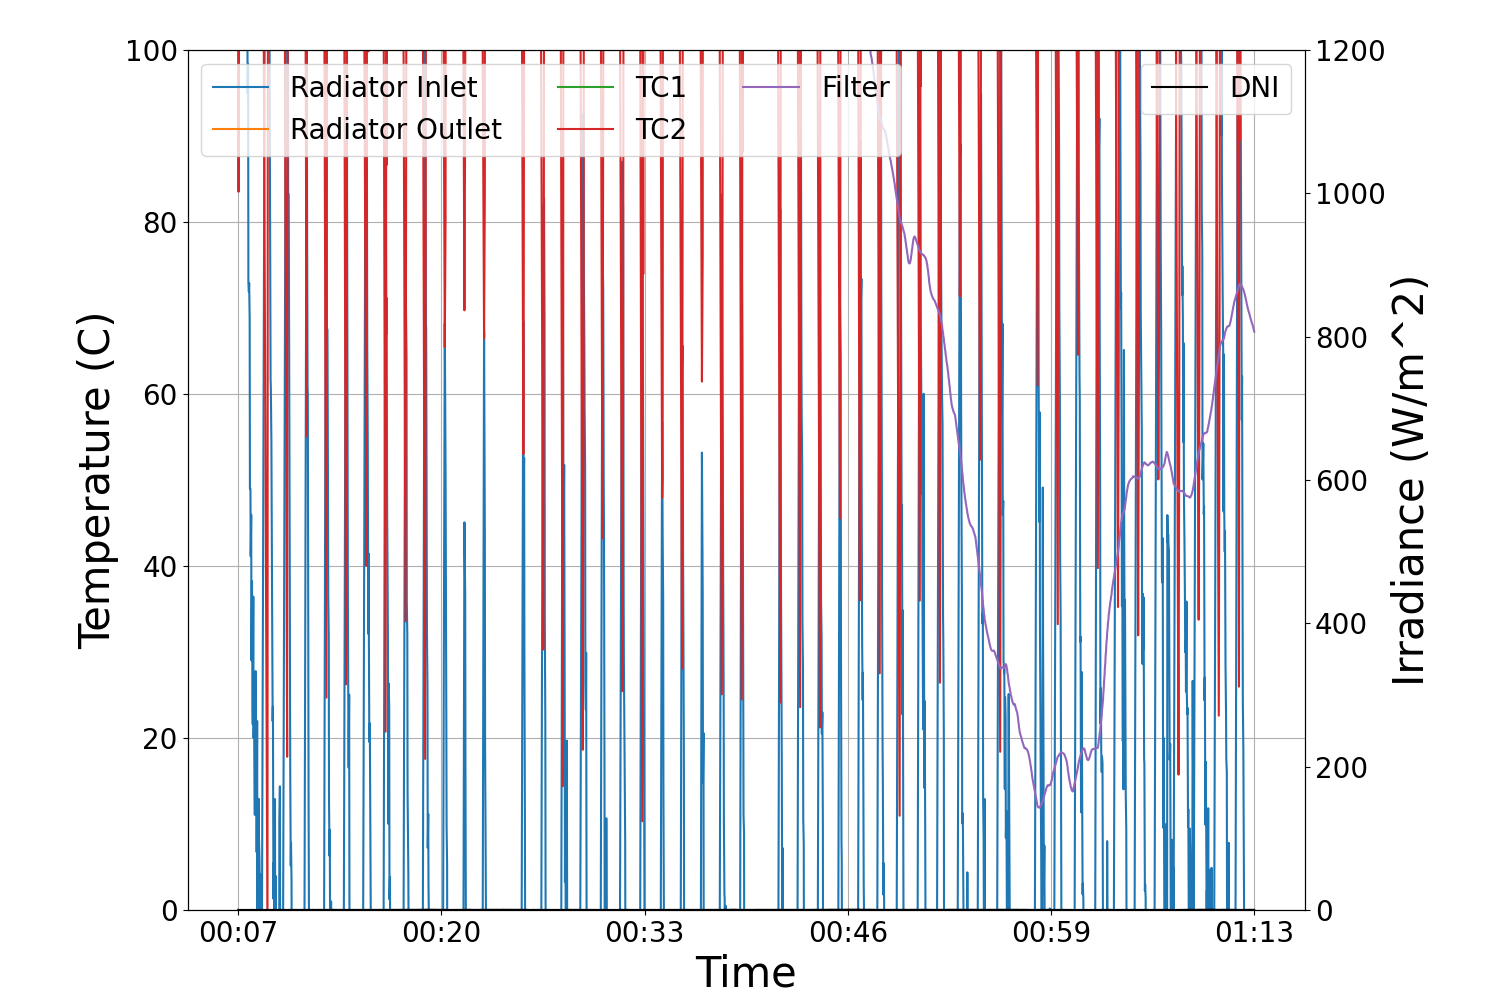 100
80
60
40
20
0
Temperature (C)
Radiator Inlet
Radiator Outlet
TC1
TC2
Filter
DNI
1200
1000
800
600
400
200
0
Irradiance (W/m^2)
00:07 00:20 00:33 00:46 00:59 01:13
Time